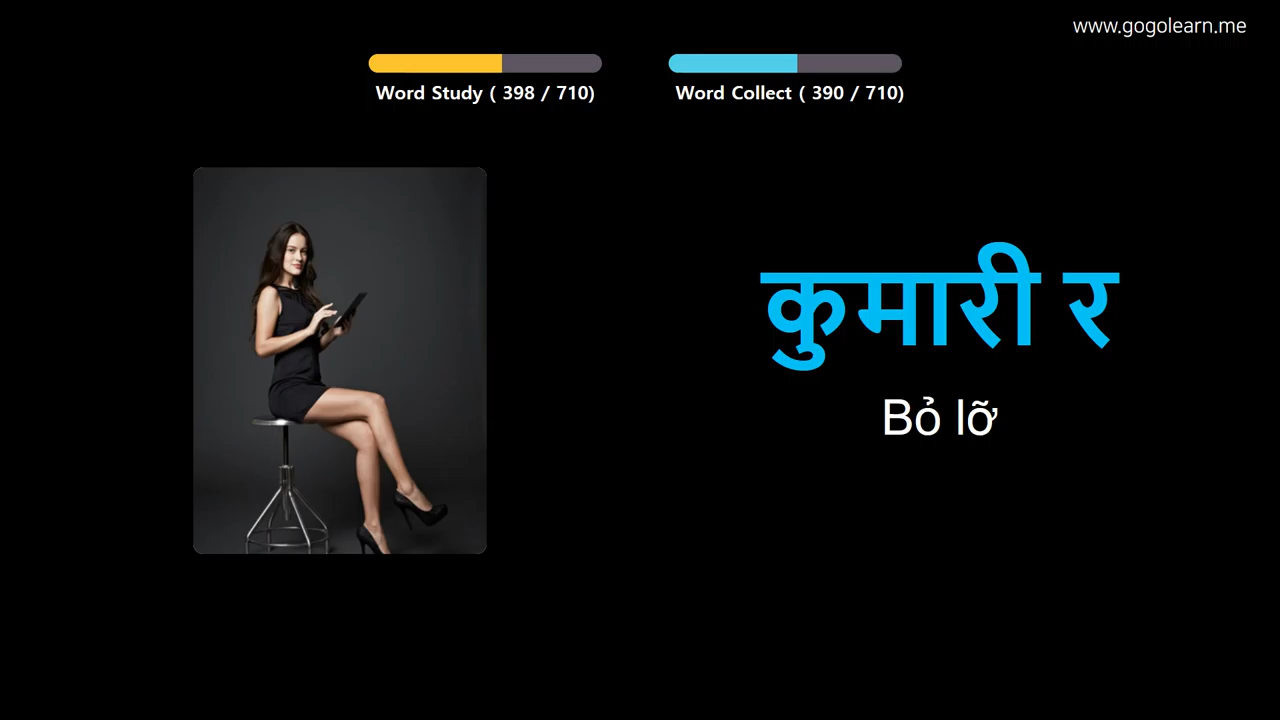 www.gogolearn.me
Word Study ( 398 / 710)
Word Collect ( 390 / 710)
कुमारी र
Bỏ lỡ